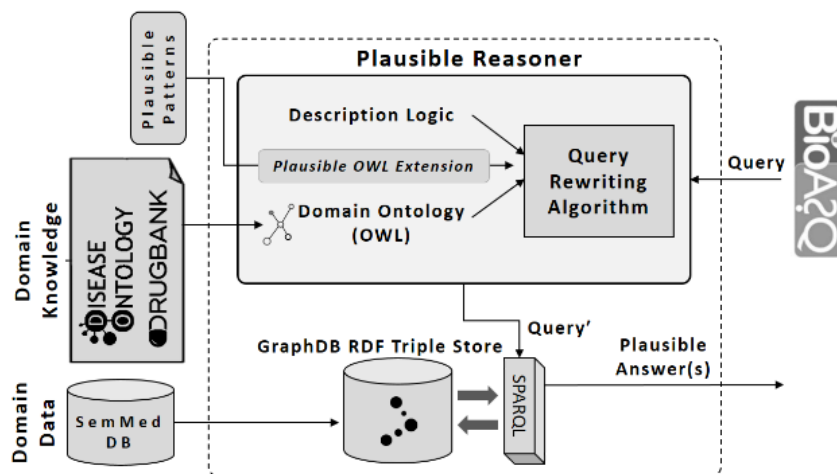 Plausible
Patterns
Plausible Reasoner
Description Logic
Plausible OWL Extension
Domain Ontology
(OWL)
Query
Rewriting
Algorithm
Query
BioASQ
Domain
Knowledge
DISEASE
ONTOLOGY
DRUGBANK
Query’
GraphDB RDF Triple Store
SPARQL
Plausible
Answer(s)
Domain
Data
SemMed
DB